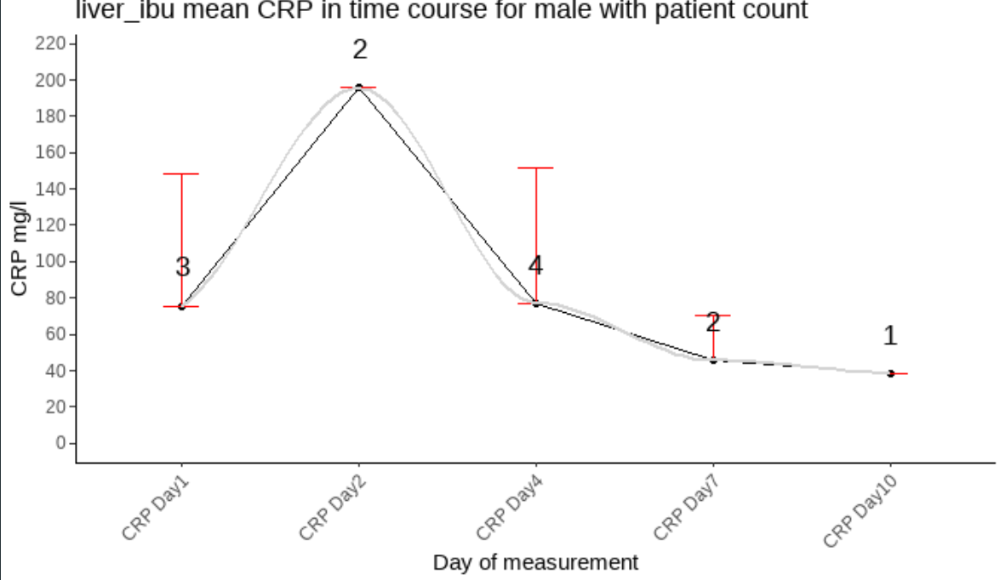 liver_ibu mean CRP in time course for male with patient count
220
200
180
160
140
120
100
80
60
40
20
0
CRP mg/l
2
3
4
2
1
CRP Day1
CRP Day2
CRP Day4
CRP Day7
CRP Day10
Day of measurement